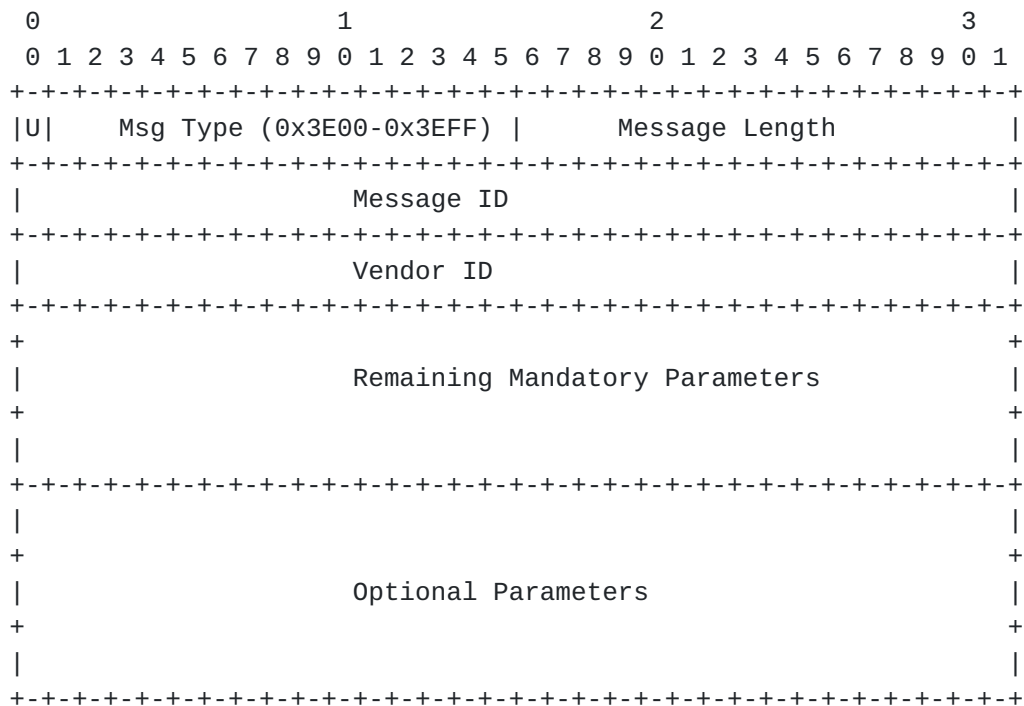 0                   1                   2                   3
 0 1 2 3 4 5 6 7 8 9 0 1 2 3 4 5 6 7 8 9 0 1 2 3 4 5 6 7 8 9 0 1
+-+-+-+-+-+-+-+-+-+-+-+-+-+-+-+-+-+-+-+-+-+-+-+-+-+-+-+-+-+-+-+-+
|U|    Msg Type (0x3E00-0x3EFF) |      Message Length           |
+-+-+-+-+-+-+-+-+-+-+-+-+-+-+-+-+-+-+-+-+-+-+-+-+-+-+-+-+-+-+-+-+
|                     Message ID                                |
+-+-+-+-+-+-+-+-+-+-+-+-+-+-+-+-+-+-+-+-+-+-+-+-+-+-+-+-+-+-+-+-+
|                     Vendor ID                                 |
+-+-+-+-+-+-+-+-+-+-+-+-+-+-+-+-+-+-+-+-+-+-+-+-+-+-+-+-+-+-+-+-+
+                                                               +
|                     Remaining Mandatory Parameters            |
+                                                               +
|                                                               |
+-+-+-+-+-+-+-+-+-+-+-+-+-+-+-+-+-+-+-+-+-+-+-+-+-+-+-+-+-+-+-+-+
|                                                               |
+                                                               +
|                     Optional Parameters                       |
+                                                               +
|                                                               |
+-+-+-+-+-+-+-+-+-+-+-+-+-+-+-+-+-+-+-+-+-+-+-+-+-+-+-+-+-+-+-+-+